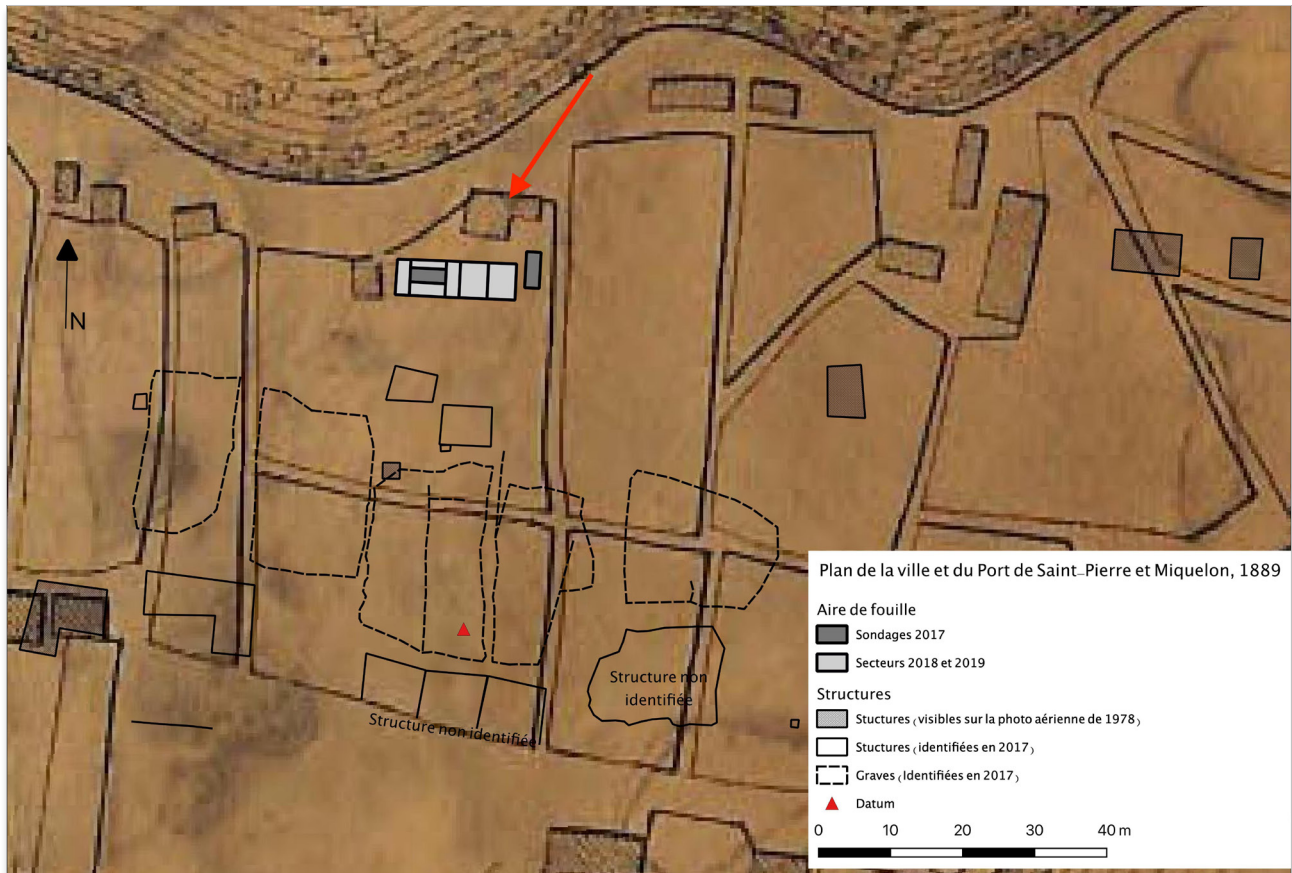 N
Structure non
identifiée
Structure non identifiée
Plan de la ville et du Port de Saint-Pierre et Miquelon, 1889
Aire de fouille
Sondages 2017
Secteurs 2018 et 2019
Structures
Stuctures (visibles sur la photo aérienne de 1978)
Stuctures (identifiées en 2017)
Graves (Identifiées en 2017)
Datum
0 10 20 30 40 m